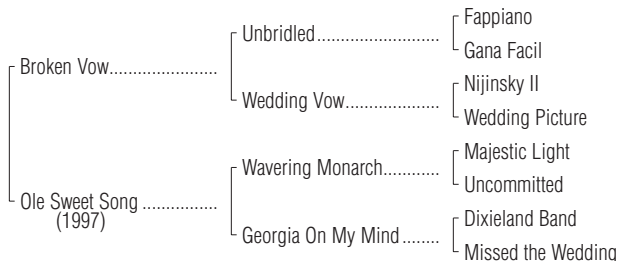 Fappiano
Unbridled........................
Gana Facil
Broken Vow.....................
Nijinsky II
Wedding Vow...................
Wedding Picture
Majestic Light
Wavering Monarch...........
Uncommitted
Ole Sweet Song ...............
(1997)
Dixieland Band
Georgia On My Mind.......
Missed the Wedding